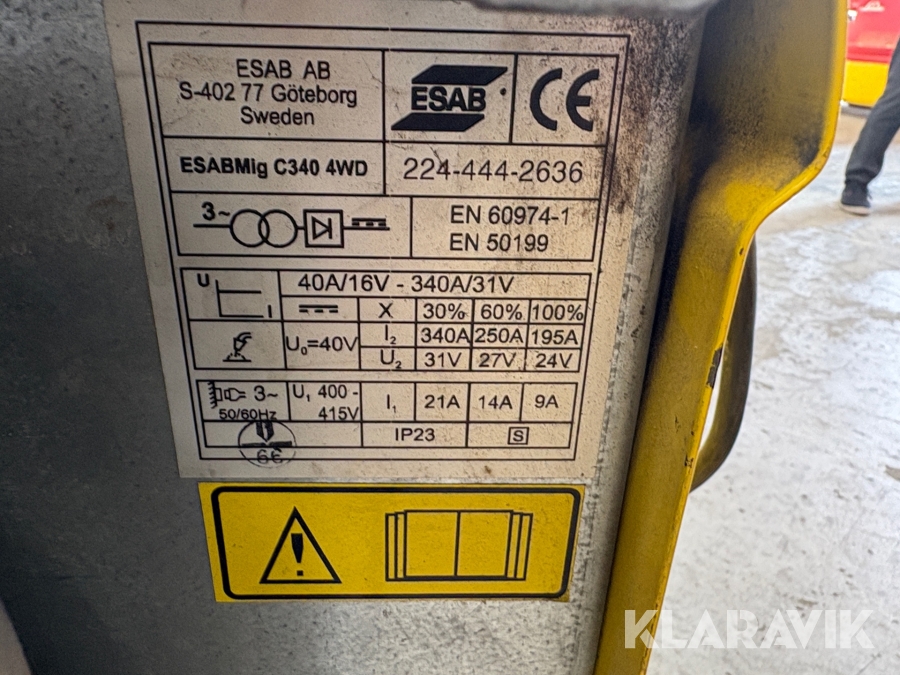 ESAB AB
S-402 77 Göteborg
Sweden
ESAB
CE
ESABMig C340 4WD
224-444-2636
3~
EN 60974-1
EN 50199
U
I
40A/16V - 340A/31V
X 30% 60% 100%
U₀=40V
I₂ 340A 250A 195A
U₂ 31V 27V 24V
3~
50/60Hz
U₁ 400-
415V
I₁ 21A 14A 9A
IP23
S
!
KLARAVIK